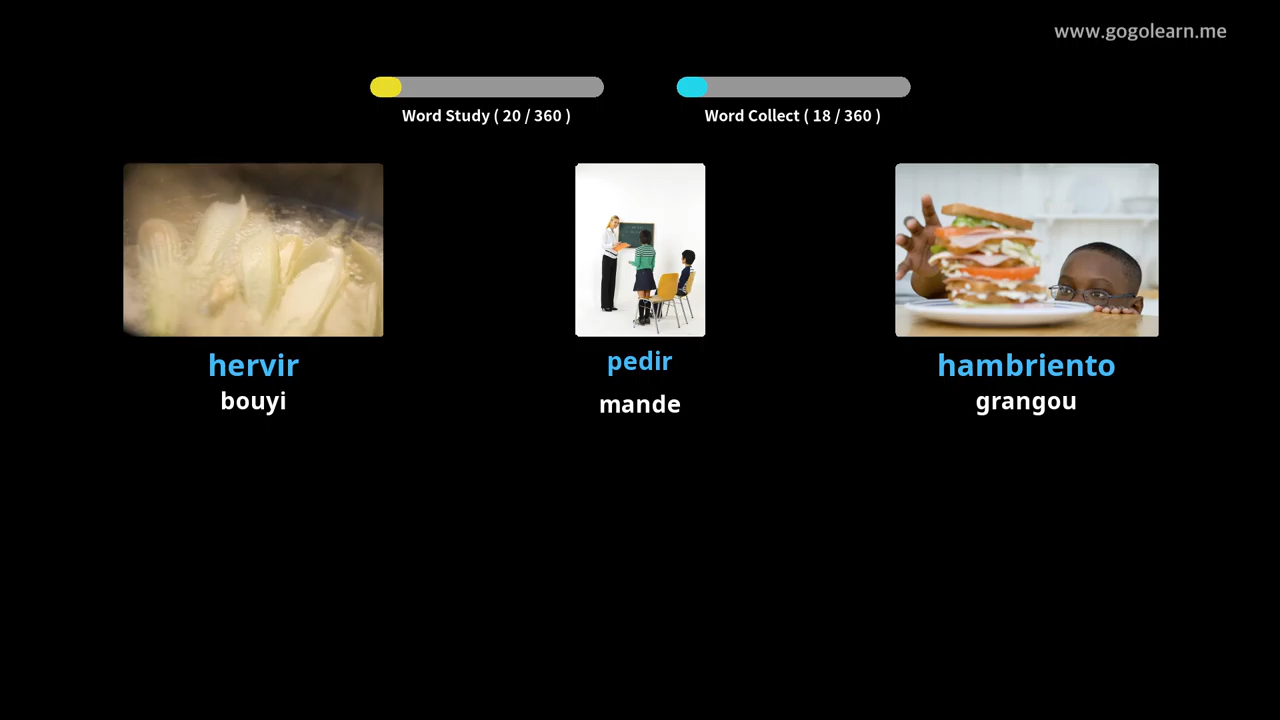 www.gogolearn.me
Word Study ( 20 / 360 )
Word Collect ( 18 / 360 )
hervir
bouyi
pedir
mande
hambriento
grangou